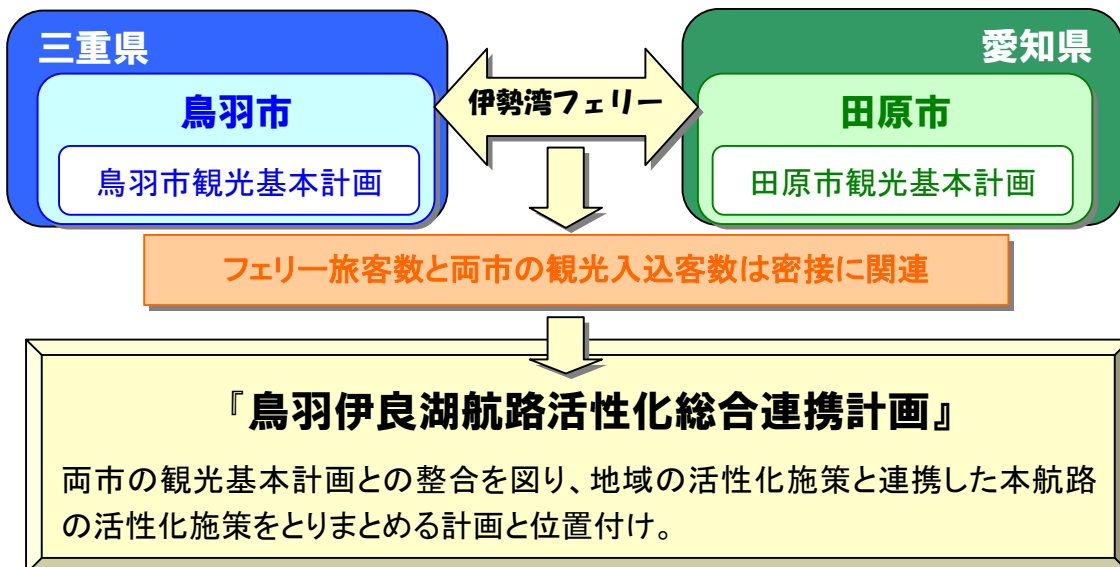 三重県
愛知県
鳥羽市
伊勢湾フェリー
田原市
鳥羽市観光基本計画
田原市観光基本計画
フェリー旅客数と両市の観光入込客数は密接に関連
『鳥羽伊良湖航路活性化総合連携計画』
両市の観光基本計画との整合を図り、地域の活性化施策と連携した本航路
の活性化施策をとりまとめる計画と位置付け。